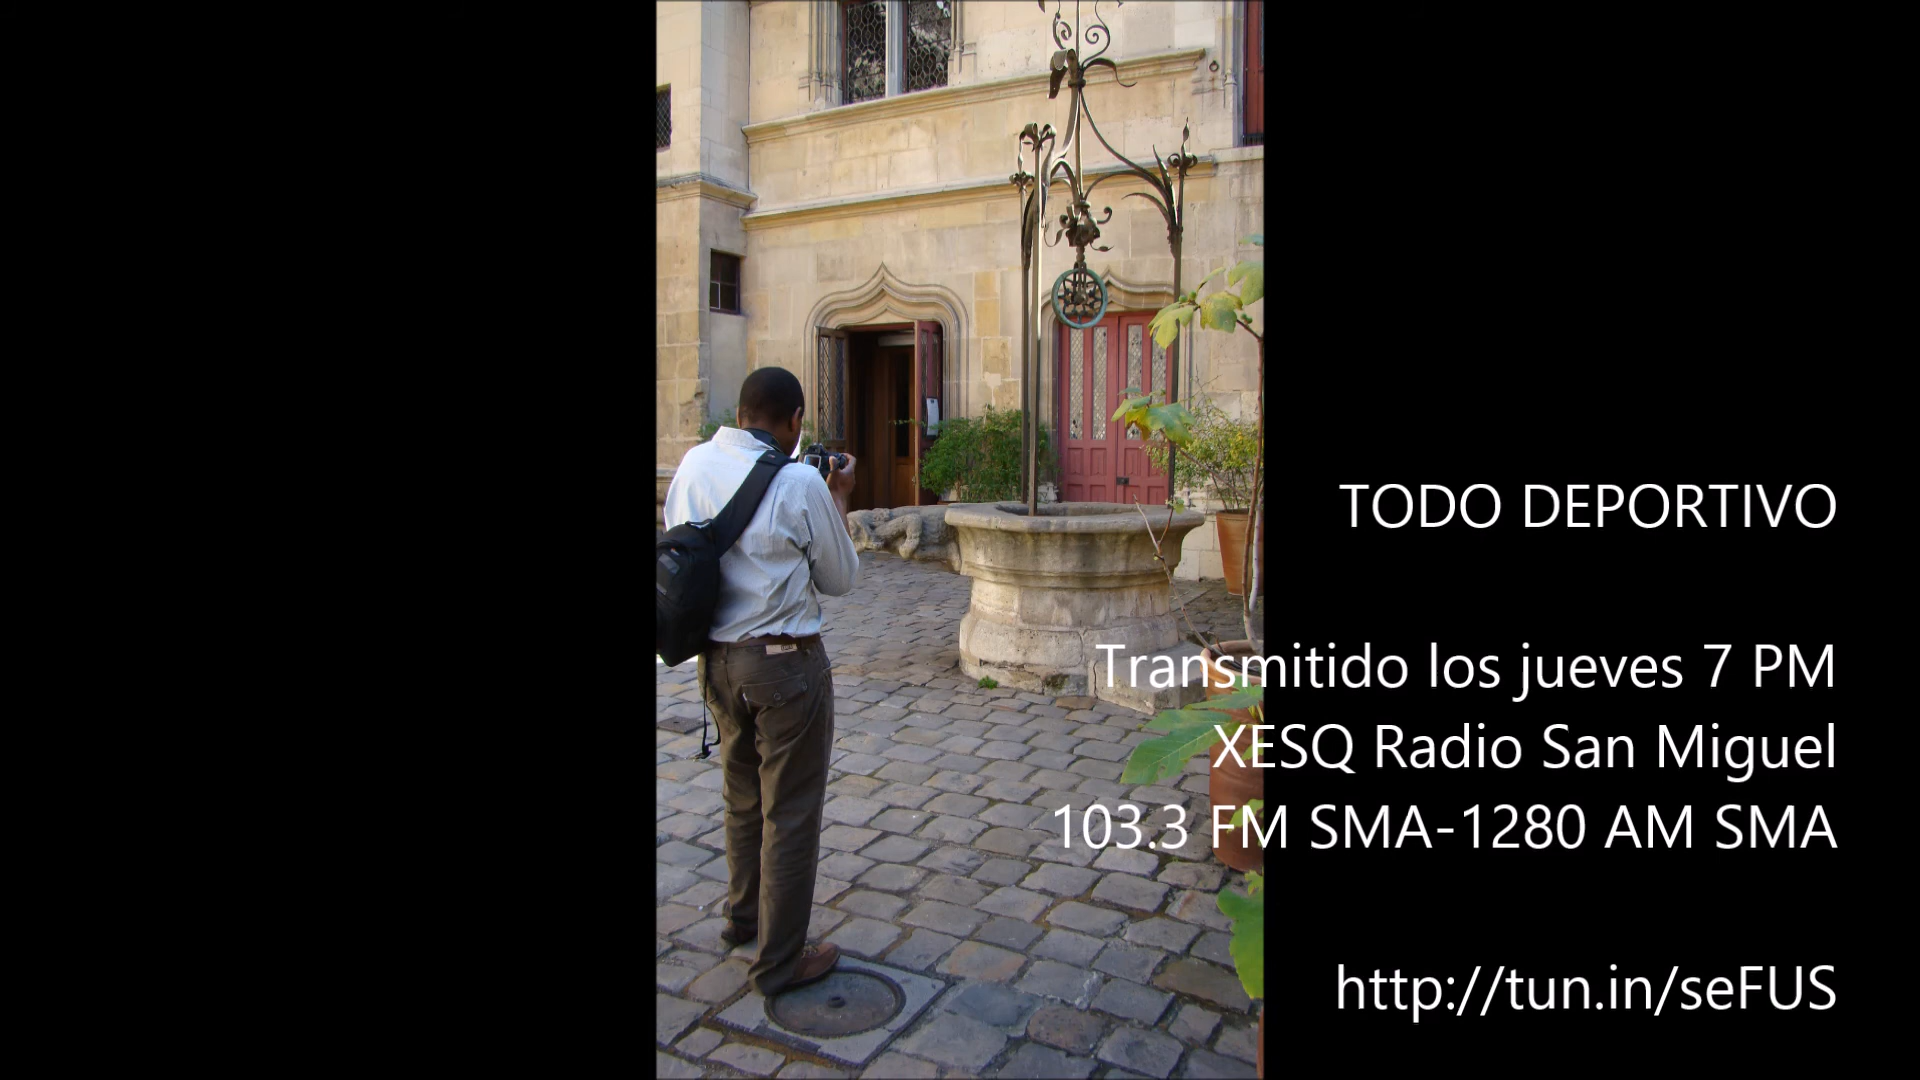 TODO DEPORTIVO
Transmitido los jueves 7 PM
XESQ Radio San Miguel
103.3 FM SMA-1280 AM SMA
http://tun.in/seFUS